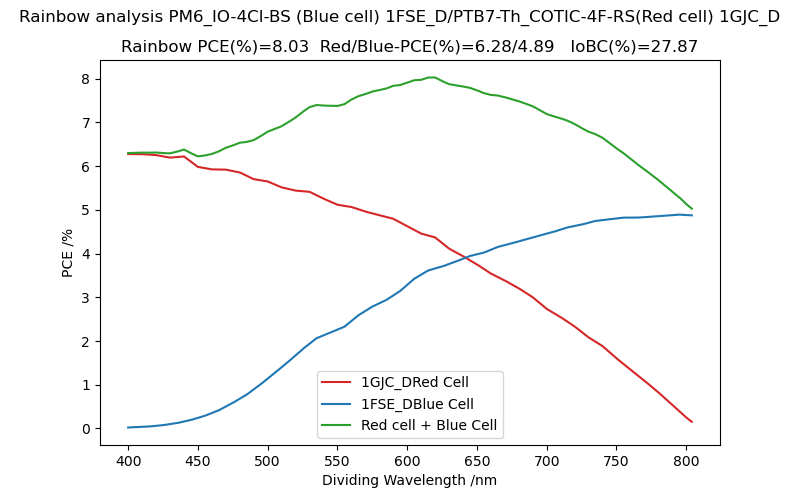 Rainbow analysis PM6_IO-4Cl-BS (Blue cell) 1FSE_D/PTB7-Th_COTIC-4F-RS(Red cell) 1GJC_D
Rainbow PCE(%)=8.03  Red/Blue-PCE(%)=6.28/4.89   IoBC(%)=27.87
8
7
6
5
4
3
2
1
0
PCE /%
1GJC_DRed Cell
1FSE_DBlue Cell
Red cell + Blue Cell
400 450 500 550 600 650 700 750 800
Dividing Wavelength /nm